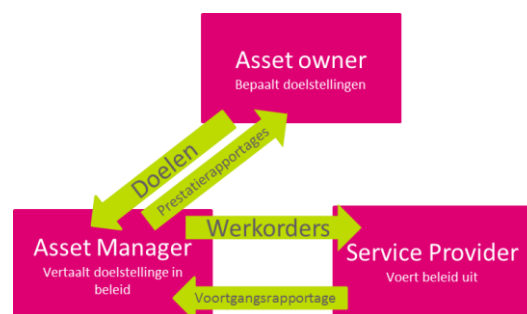 Asset owner
Bepaalt doelstellingen
Doelen
Prestatierapportages
Asset Manager
Vertaalt doelstellinge in
beleid
Werkorders
Service Provider
Voert beleid uit
Voortgangsrapportage